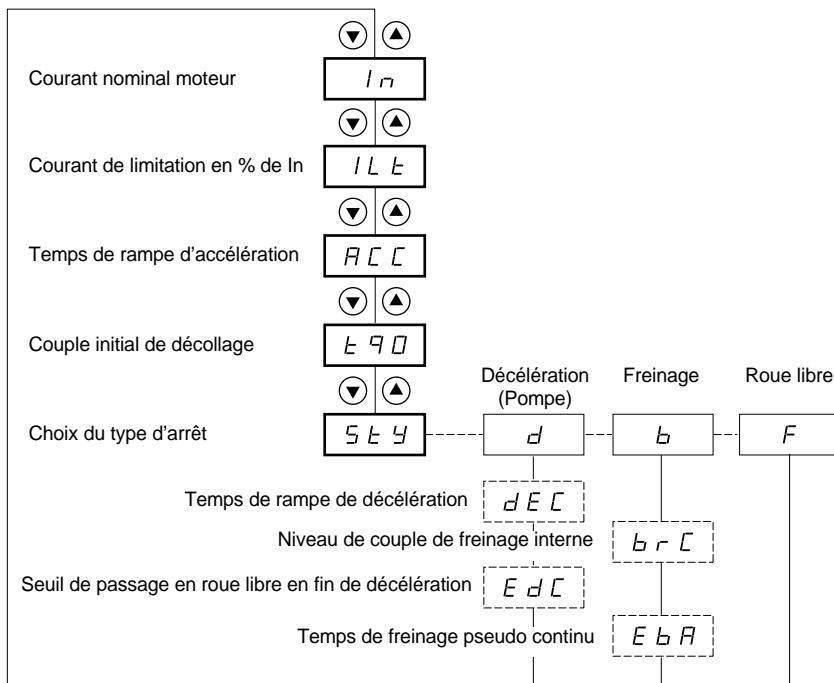 Courant nominal moteur
In
Courant de limitation en % de In
ILt
Temps de rampe d'accélération
ACC
Couple initial de décollage
tq0
Décélération
(Pompe)
Freinage
Roue libre
Choix du type d'arrêt
StY
d
b
F
Temps de rampe de décélération
dEC
Niveau de couple de freinage interne
brC
Seuil de passage en roue libre en fin de décélération
EdC
Temps de freinage pseudo continu
EbA